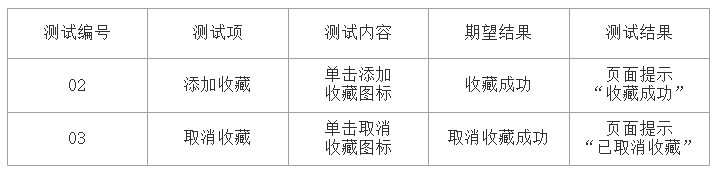 测试编号 测试项 测试内容 期望结果 测试结果
02 添加收藏 单击添加 收藏成功 页面提示
收藏图标 “收藏成功”
03 取消收藏 单击取消 取消收藏成功 页面提示
收藏图标 “已取消收藏”